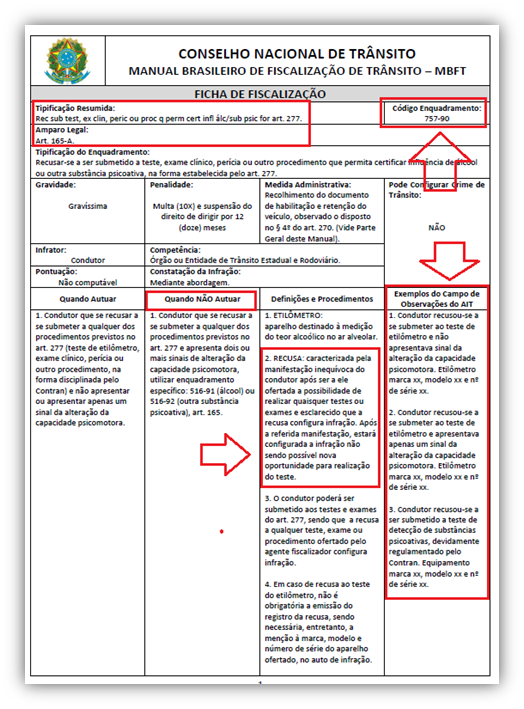 CONSELHO NACIONAL DE TRÂNSITO
MANUAL BRASILEIRO DE FISCALIZAÇÃO DE TRÂNSITO – MBFT
FICHA DE FISCALIZAÇÃO
Tipificação Resumida:
Rec sub test, ex clin, peric ou proc q perm cert infl álc/sub psic for art. 277.
Código Enquadramento:
757-90
Amparo Legal:
Art. 165-A.
Tipificação do Enquadramento:
Recusar-se a ser submetido a teste, exame clínico, perícia ou outro procedimento que permita certificar influência de álcool
ou outra substância psicoativa, na forma estabelecida pelo art. 277.
Gravidade:
Gravíssima
Penalidade:
Multa (10X) e suspensão do
direito de dirigir por 12
(doze) meses
Medida Administrativa:
Recolhimento do documento
de habilitação e retenção do
veículo, observado o disposto
no § 4º do art. 270. (Vide Parte
Geral deste Manual).
Pode Configurar Crime de
Trânsito:
NÃO
Infrator:
Condutor
Competência:
Órgão ou Entidade de Trânsito Estadual e Rodoviário.
Pontuação:
Não computável
Constatação da Infração:
Mediante abordagem.
Quando Autuar
1. Condutor que se recusar a
se submeter a qualquer dos
procedimentos previstos no
art. 277 (teste de etilômetro,
exame clínico, perícia ou
outro procedimento, na
forma disciplinada pelo
Contran) e não apresentar
ou apresentar apenas um
sinal da alteração da
capacidade psicomotora.
Quando NÃO Autuar
1. Condutor que se recusar a
se submeter a qualquer dos
procedimentos previstos no
art. 277 e apresenta dois ou
mais sinais de alteração da
capacidade psicomotora,
utilizar enquadramento
específico: 516-91 (álcool) ou
516-92 (outra substância
psicoativa), art. 165.
Definições e Procedimentos
1. ETILÔMETRO:
aparelho destinado à medição
do teor alcoólico no ar alveolar.
2. RECUSA: caracterizada pela
manifestação inequívoca do
condutor após ser a ele
ofertada a possibilidade de
realizar quaisquer testes ou
exames e esclarecido que a
recusa configura infração. Após
a referida manifestação, estará
configurada a infração não
sendo possível nova
oportunidade para realização
do teste.
3. O condutor poderá ser
submetido aos testes e exames
do art. 277, sendo que a recusa
a qualquer teste, exame ou
procedimento ofertado pelo
agente fiscalizador configura
infração.
4. Em caso de recusa ao teste
do etilômetro, não é
obrigatória a emissão do
registro da recusa, sendo
necessária, entretanto, a
menção à marca, modelo e
número de série do aparelho
ofertado, no auto de infração.
Exemplos do Campo de
Observações do AIT
1. Condutor recusou-se a
se submeter ao teste de
etilômetro e não
apresentava sinal da
alteração da capacidade
psicomotora. Etilômetro
marca xx, modelo xx e nº
de série xx.
2. Condutor recusou-se a
se submeter ao teste de
etilômetro e apresentava
apenas um sinal da
alteração da capacidade
psicomotora. Etilômetro
marca xx, modelo xx e nº
de série xx.
3. Condutor recusou-se a
ser submetido a teste de
detecção de substâncias
psicoativas, devidamente
regulamentado pelo
Contran. Equipamento
marca xx, modelo xx e nº
de série xx.